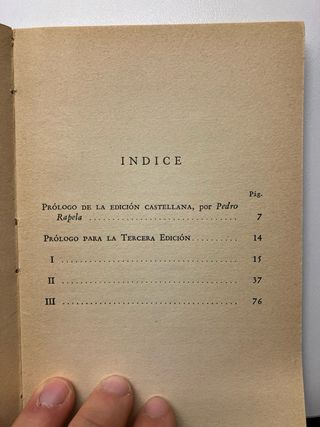 INDICE
Pág.
PRÓLOGO DE LA EDICIÓN CASTELLANA, por Pedro
Rapela .................................. 7
PRÓLOGO PARA LA TERCERA EDICIÓN.......... 14
I ........................................ 15
II ....................................... 37
III ...................................... 76